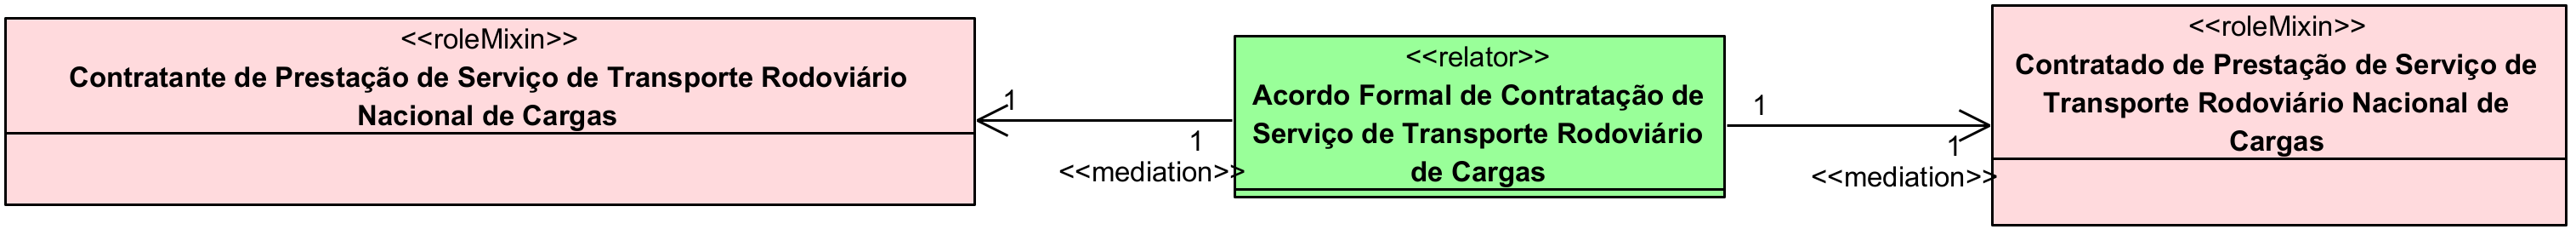 <<roleMixin>>
Contratante de Prestação de Serviço de Transporte Rodoviário
Nacional de Cargas
1
1
<<mediation>>
<<relator>>
Acordo Formal de Contratação de
Serviço de Transporte Rodoviário
de Cargas
1
1
<<mediation>>
<<roleMixin>>
Contratado de Prestação de Serviço de
Transporte Rodoviário Nacional de
Cargas